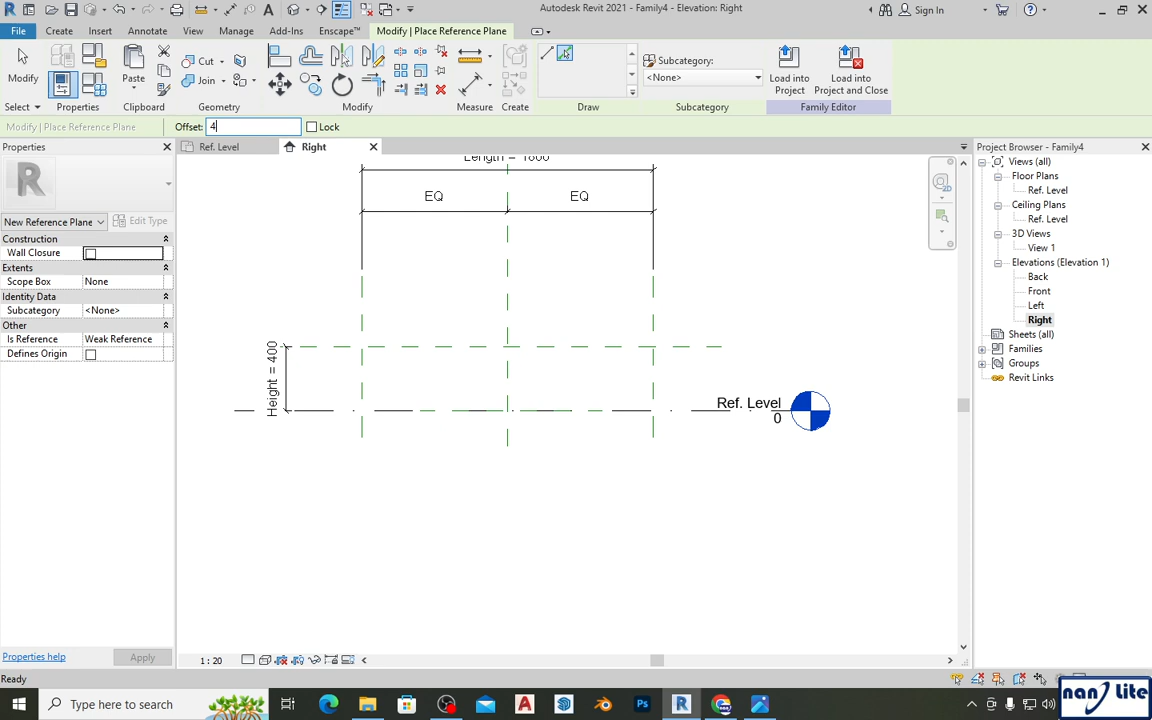 Autodesk Revit 2021 - Family4 - Elevation: Right
Sign In
File
Create
Insert
Annotate
View
Manage
Add-Ins
Enscape™
Modify | Place Reference Plane
Modify
Paste
Cut
Join
Load into
Project
Load into
Project and Close
Subcategory:
<None>
Select
Properties
Clipboard
Geometry
Modify
Measure
Create
Draw
Subcategory
Family Editor
Modify | Place Reference Plane
Offset:
4
Lock
Properties
Ref. Level
Right
Project Browser - Family4
R
New Reference Plane
Edit Type
Construction
Wall Closure
Extents
Scope Box
None
Identity Data
Subcategory
<None>
Other
Is Reference
Weak Reference
Defines Origin
Properties help
Apply
Length = 1800
EQ
EQ
Height = 400
Ref. Level
0
2D
Views (all)
Floor Plans
Ref. Level
Ceiling Plans
Ref. Level
3D Views
View 1
Elevations (Elevation 1)
Back
Front
Left
Right
Sheets (all)
Families
Groups
Revit Links
1 : 20
Ready
Type here to search
nan lite